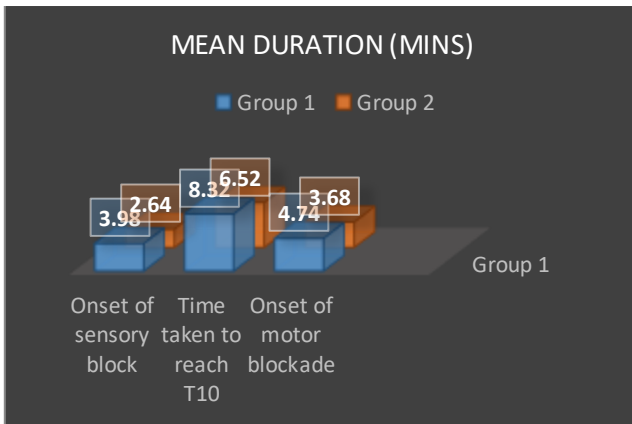 MEAN DURATION (MINS)
Group 1 Group 2
3.98 2.64 8.32 6.52 4.74 3.68
Group 1
Onset of sensory block
Time taken to reach T10
Onset of motor blockade